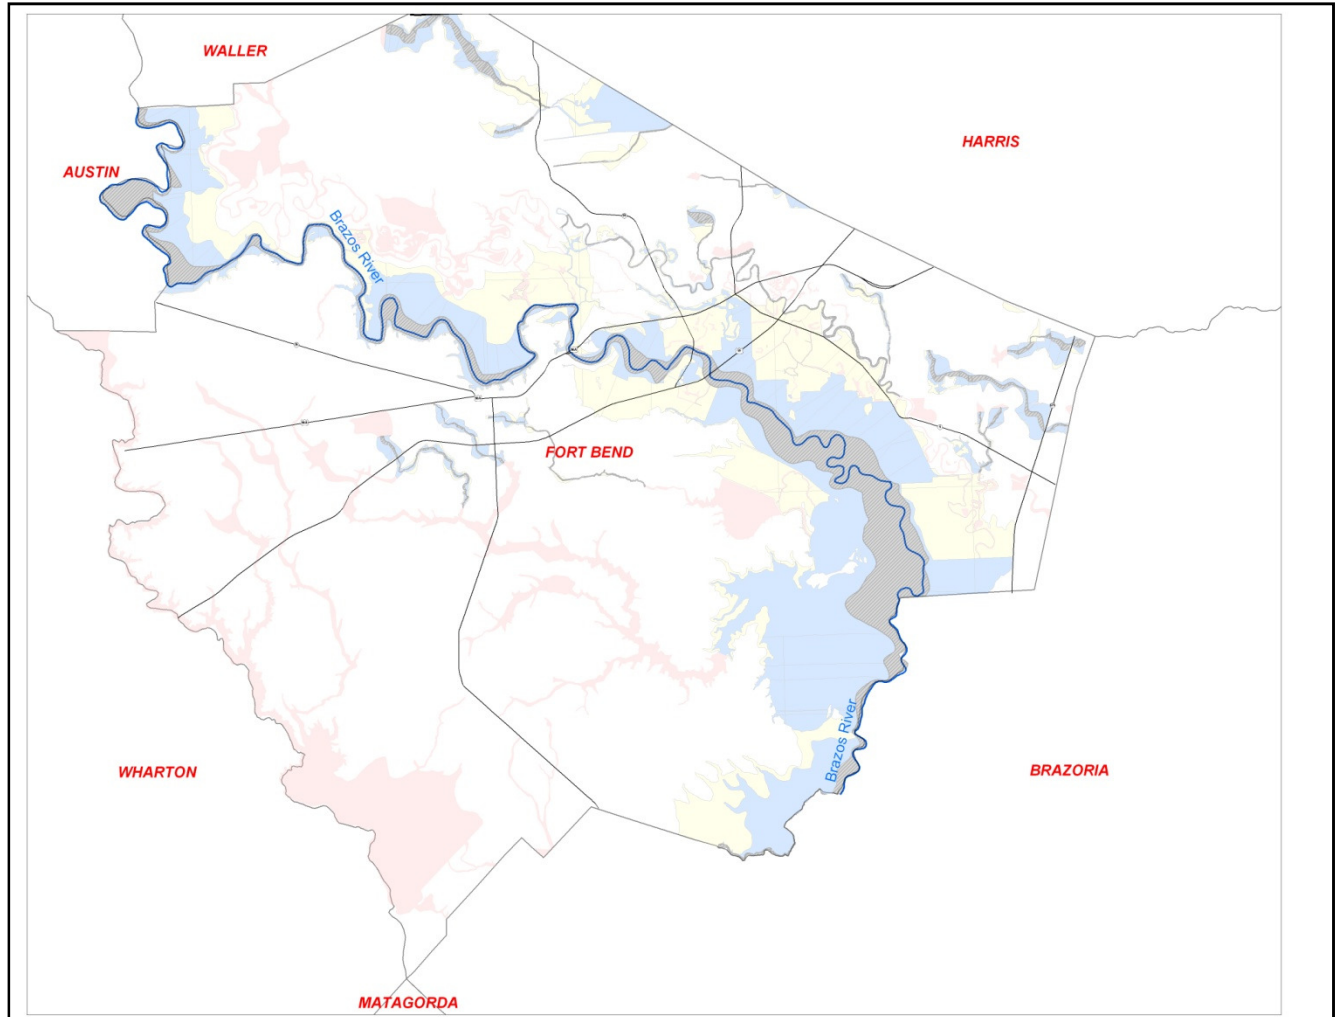 WALLER
HARRIS
AUSTIN
Brazos River
FORT BEND
Brazos River
WHARTON
BRAZORIA
MATAGORDA